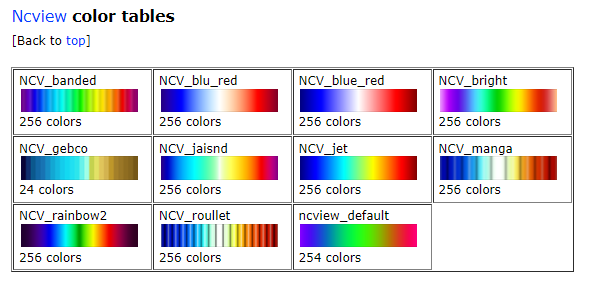 Ncview color tables
[Back to top]
NCV_banded
256 colors
NCV_blu_red
256 colors
NCV_blue_red
256 colors
NCV_bright
256 colors
NCV_gebco
24 colors
NCV_jaisnd
256 colors
NCV_jet
256 colors
NCV_manga
256 colors
NCV_rainbow2
256 colors
NCV_roullet
256 colors
ncview_default
254 colors